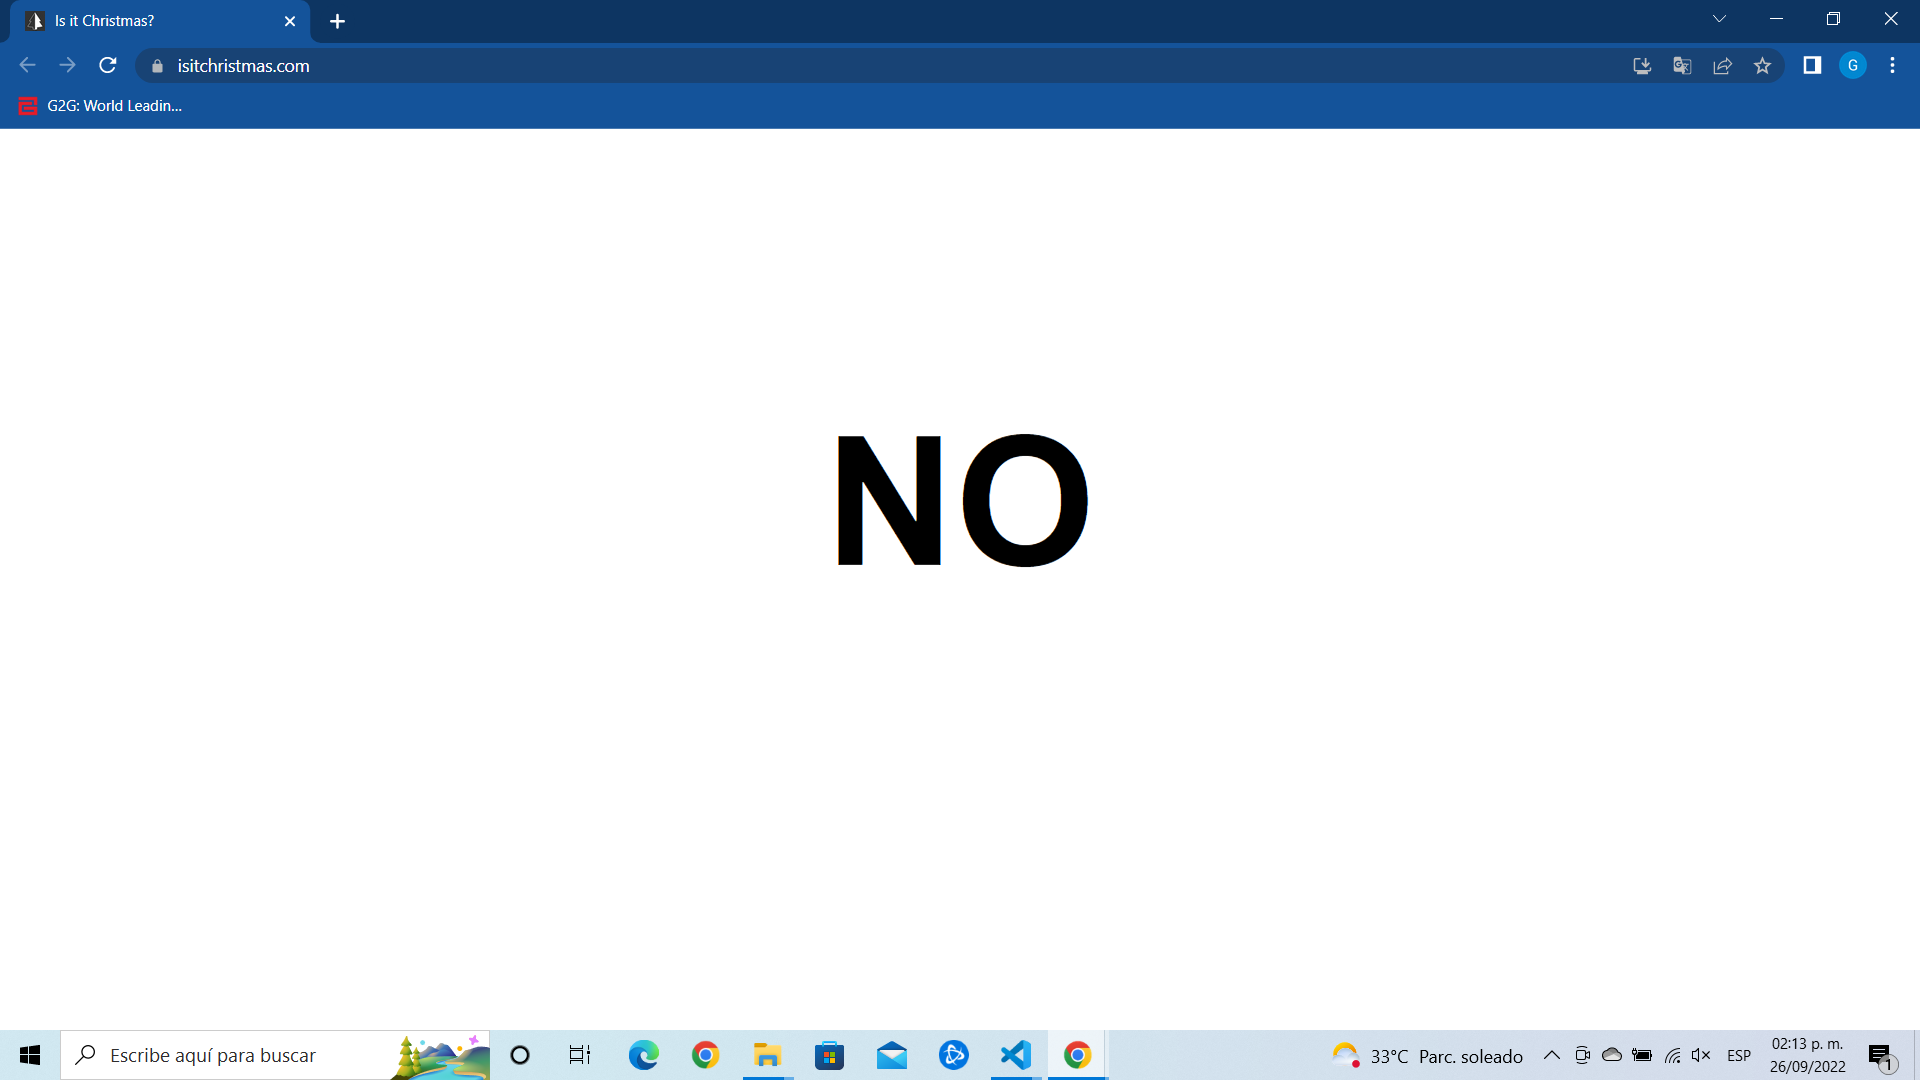 Is it Christmas?
isitchristmas.com
G
G2G: World Leadin...
NO
Escribe aquí para buscar
33°C Parc. soleado
ESP
02:13 p. m.
26/09/2022
1